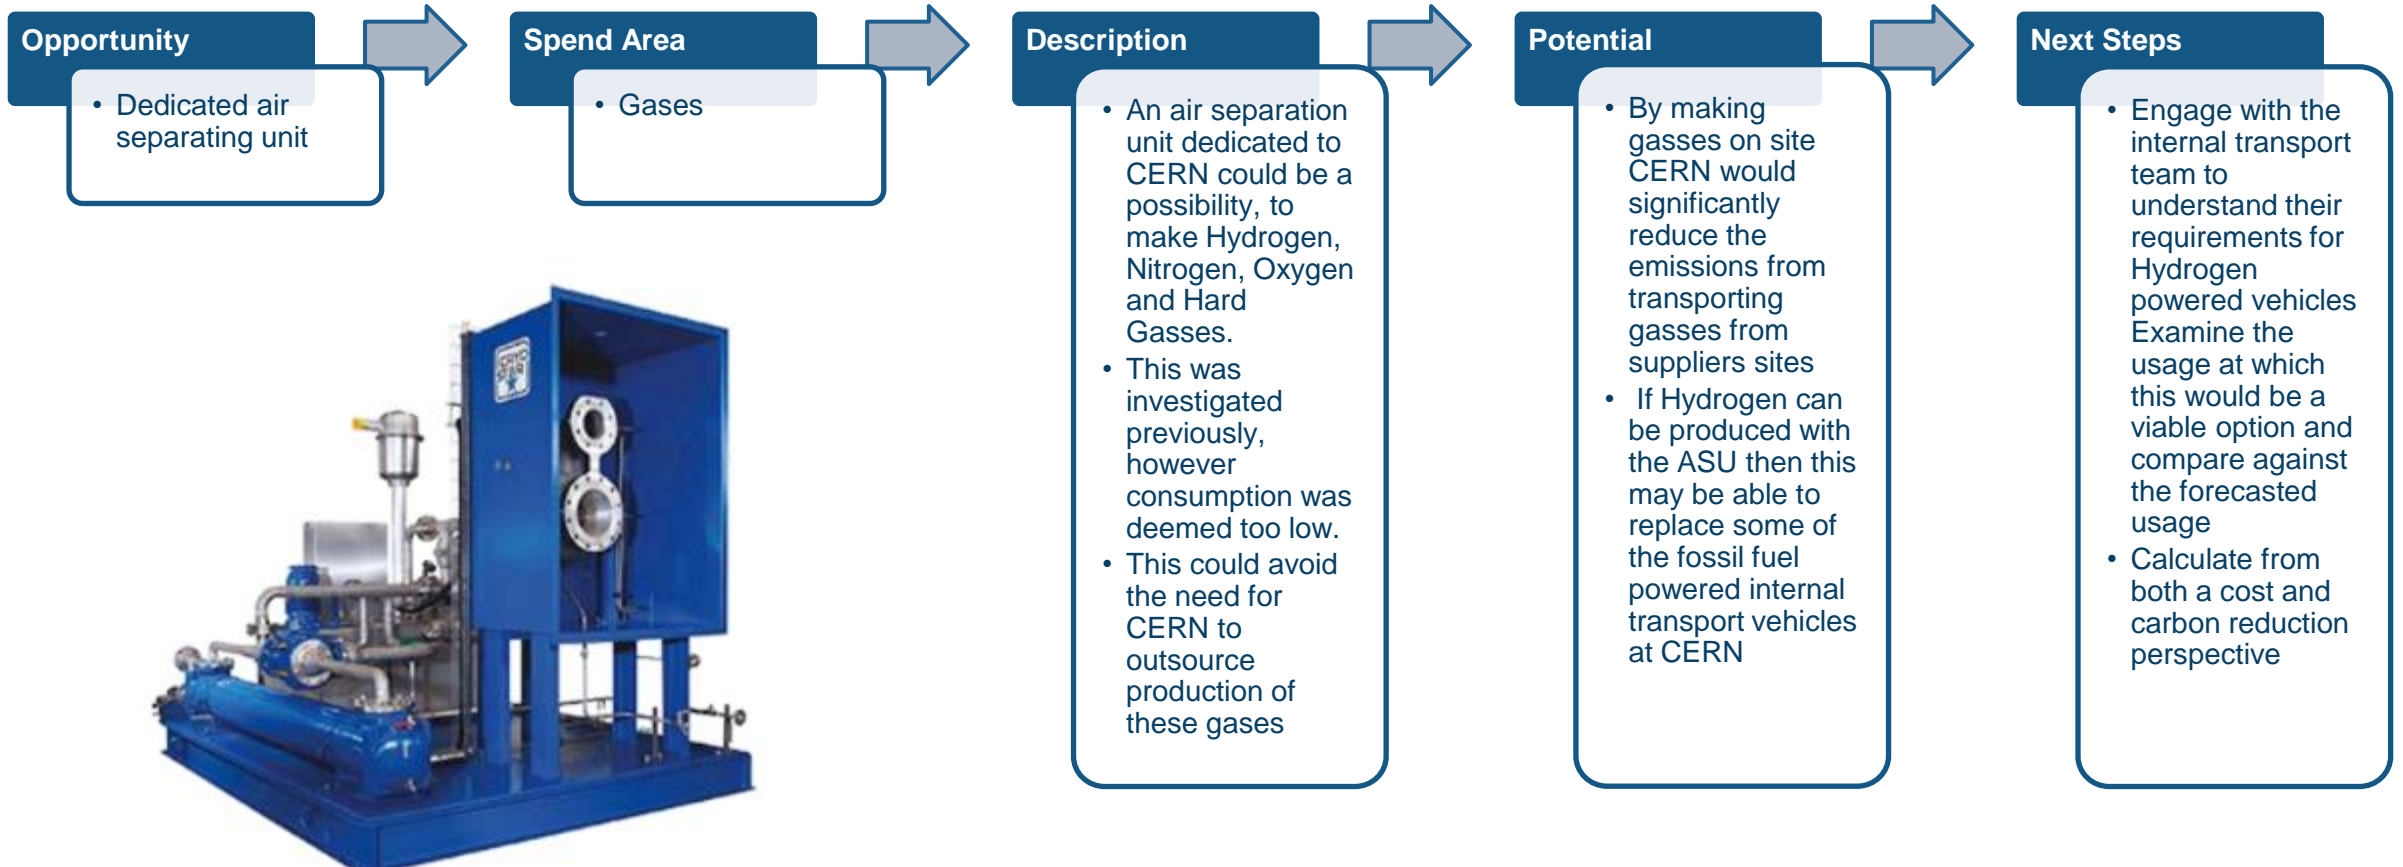 Opportunity
• Dedicated air
separating unit
Spend Area
• Gases
Description
• An air separation
unit dedicated to
CERN could be a
possibility, to
make Hydrogen,
Nitrogen, Oxygen
and Hard
Gasses.
• This was
investigated
previously,
however
consumption was
deemed too low.
• This could avoid
the need for
CERN to
outsource
production of
these gases
Potential
• By making
gasses on site
CERN would
significantly
reduce the
emissions from
transporting
gasses from
suppliers sites
• If Hydrogen can
be produced with
the ASU then this
may be able to
replace some of
the fossil fuel
powered internal
transport vehicles
at CERN
Next Steps
• Engage with the
internal transport
team to
understand their
requirements for
Hydrogen
powered vehicles
Examine the
usage at which
this would be a
viable option and
compare against
the forecasted
usage
• Calculate from
both a cost and
carbon reduction
perspective